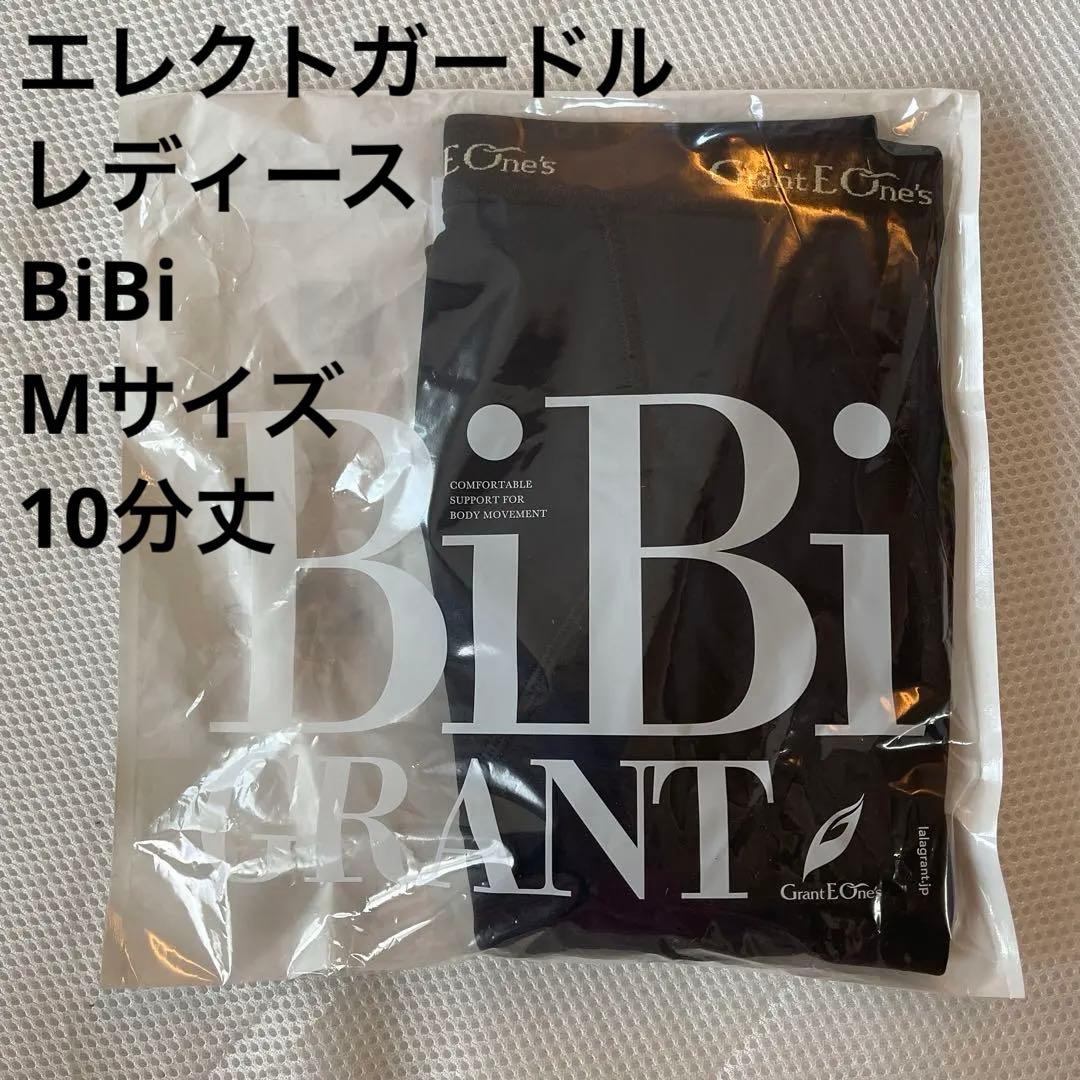 エレクトガードル
レディース
BiBi
Mサイズ
10分丈
E One's
Grant E One's
BiBi
COMFORTABLE
SUPPORT FOR
BODY MOVEMENT
GRANT
Grant E One's
lalagrant.jp